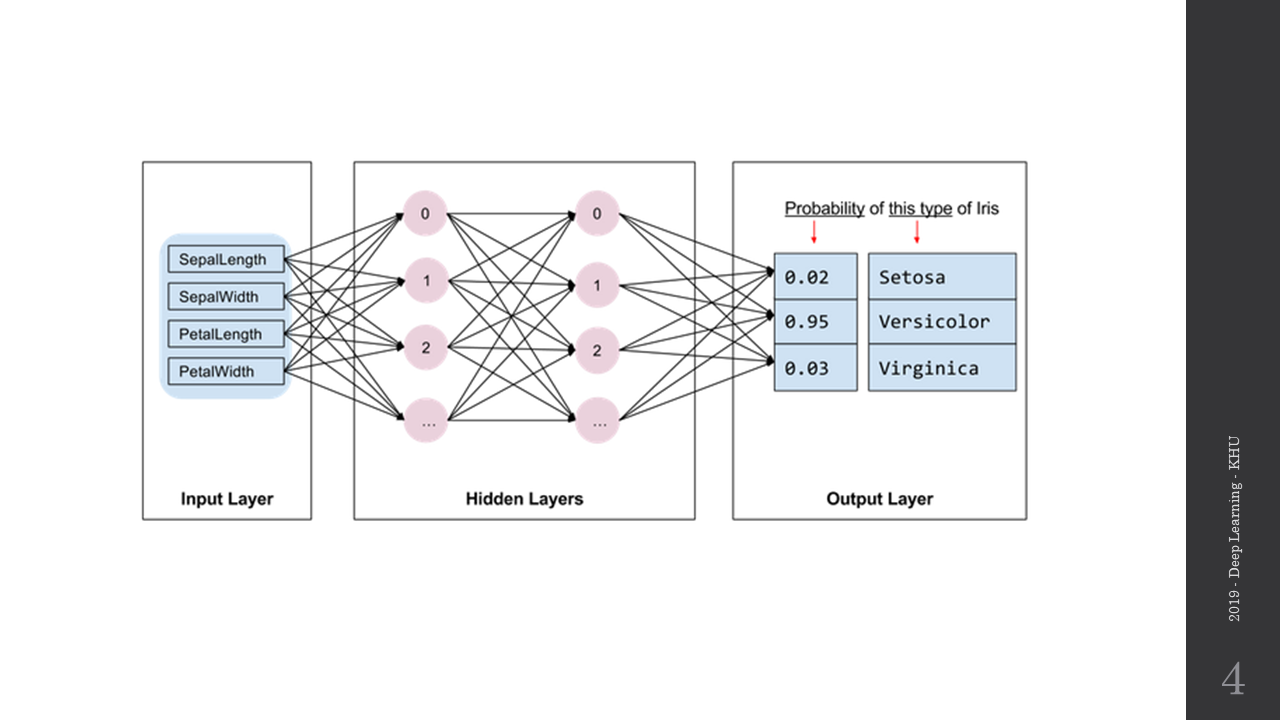 SepalLength
SepalWidth
PetalLength
PetalWidth
Input Layer
0
1
2
...
0
1
2
...
Hidden Layers
Probability of this type of Iris
0.02 Setosa
0.95 Versicolor
0.03 Virginica
Output Layer
2019 - Deep Learning - KHU
4